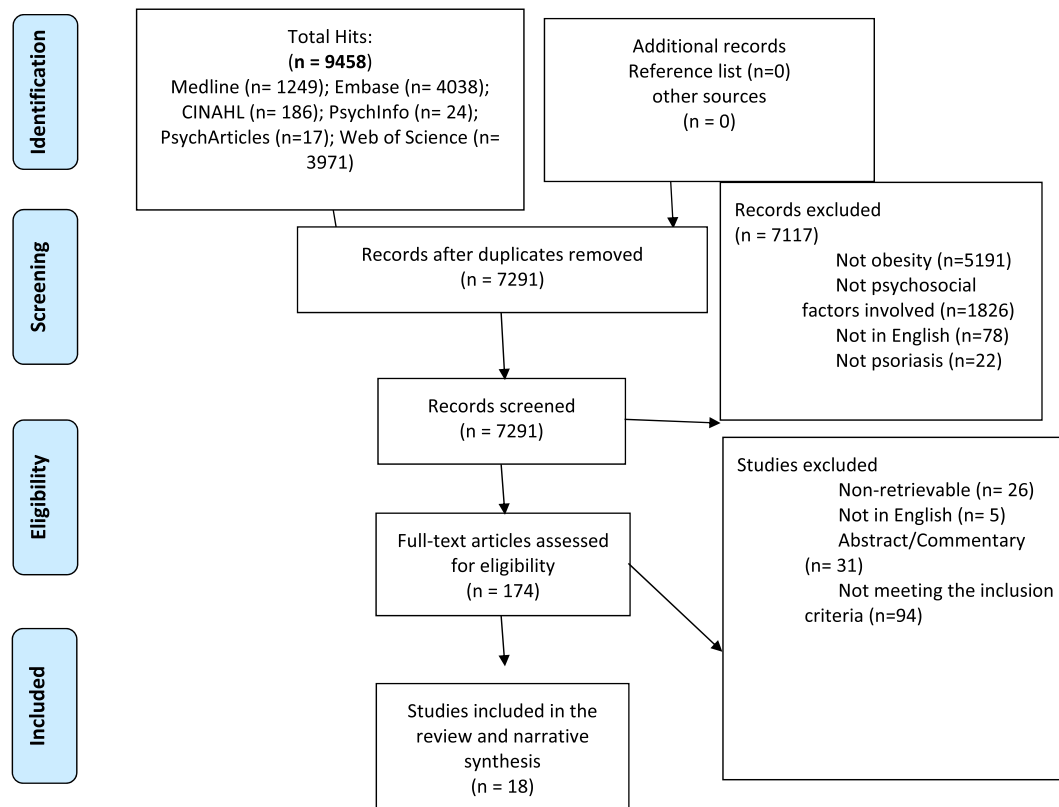 Identification
Total Hits:
(n = 9458)
Medline (n= 1249); Embase (n= 4038);
CINAHL (n= 186); PsychInfo (n= 24);
PsychArticles (n=17); Web of Science (n=
3971)
Additional records
Reference list (n=0)
other sources
(n = 0)
Screening
Records after duplicates removed
(n = 7291)
Records excluded
(n = 7117)
Not obesity (n=5191)
Not psychosocial
factors involved (n=1826)
Not in English (n=78)
Not psoriasis (n=22)
Records screened
(n = 7291)
Eligibility
Full-text articles assessed
for eligibility
(n = 174)
Studies excluded
Non-retrievable (n= 26)
Not in English (n= 5)
Abstract/Commentary
(n= 31)
Not meeting the inclusion
criteria (n=94)
Included
Studies included in the
review and narrative
synthesis
(n = 18)